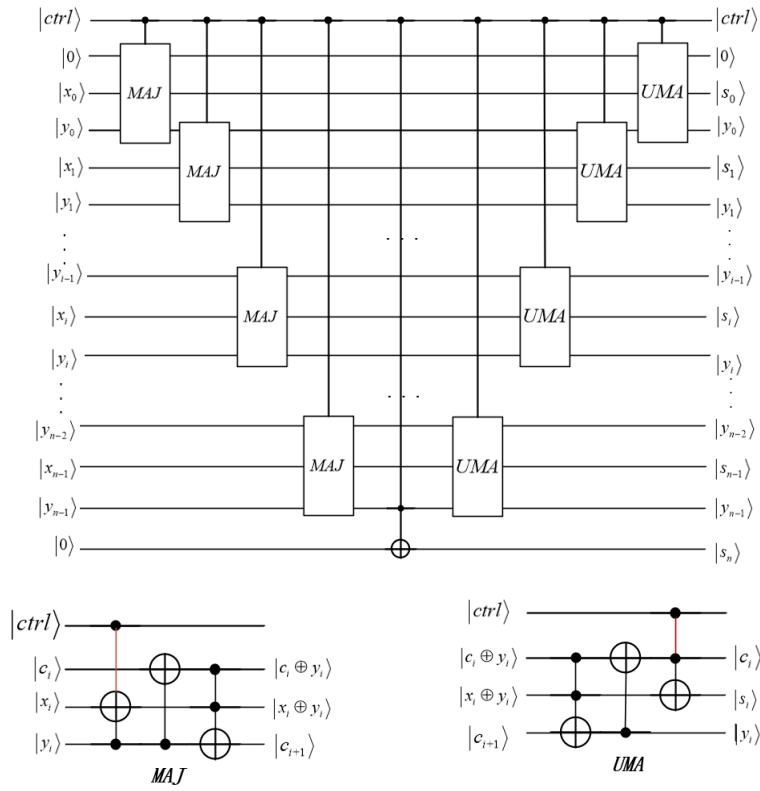 |ctrl⟩ |ctrl⟩
|0⟩ |0⟩
|x₀⟩ MAJ UMA |s₀⟩
|y₀⟩ |y₀⟩
|x₁⟩ MAJ UMA |s₁⟩
|y₁⟩ |y₁⟩
⋮ · · · ⋮
|yᵢ₋₁⟩ |yᵢ₋₁⟩
|xᵢ⟩ MAJ UMA |sᵢ⟩
|yᵢ⟩ |yᵢ⟩
⋮ · · · ⋮
|yₙ₋₂⟩ |yₙ₋₂⟩
|xₙ₋₁⟩ MAJ UMA |sₙ₋₁⟩
|yₙ₋₁⟩ |yₙ₋₁⟩
|0⟩ |sₙ⟩
|ctrl⟩
|cᵢ⟩ |cᵢ ⊕ yᵢ⟩
|xᵢ⟩ |xᵢ ⊕ yᵢ⟩
|yᵢ⟩ |cᵢ₊₁⟩
MAJ
|ctrl⟩
|cᵢ ⊕ yᵢ⟩ |cᵢ⟩
|xᵢ ⊕ yᵢ⟩ |sᵢ⟩
|cᵢ₊₁⟩ |yᵢ⟩
UMA